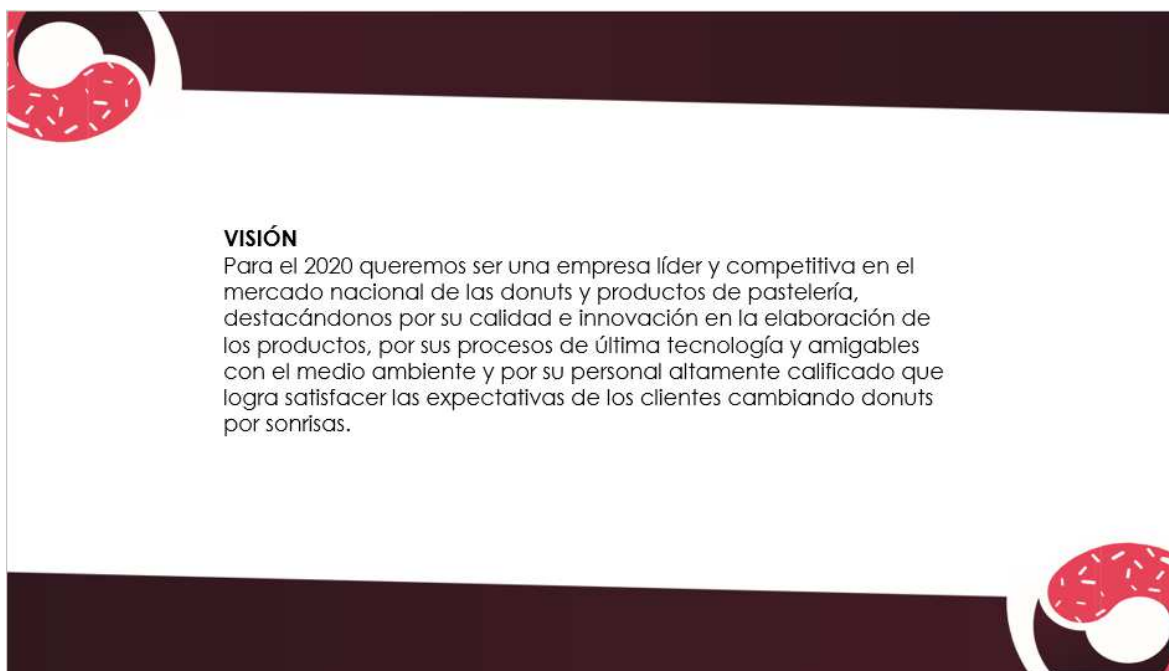 VISIÓN
Para el 2020 queremos ser una empresa líder y competitiva en el
mercado nacional de las donuts y productos de pastelería,
destacándonos por su calidad e innovación en la elaboración de
los productos, por sus procesos de última tecnología y amigables
con el medio ambiente y por su personal altamente calificado que
logra satisfacer las expectativas de los clientes cambiando donuts
por sonrisas.